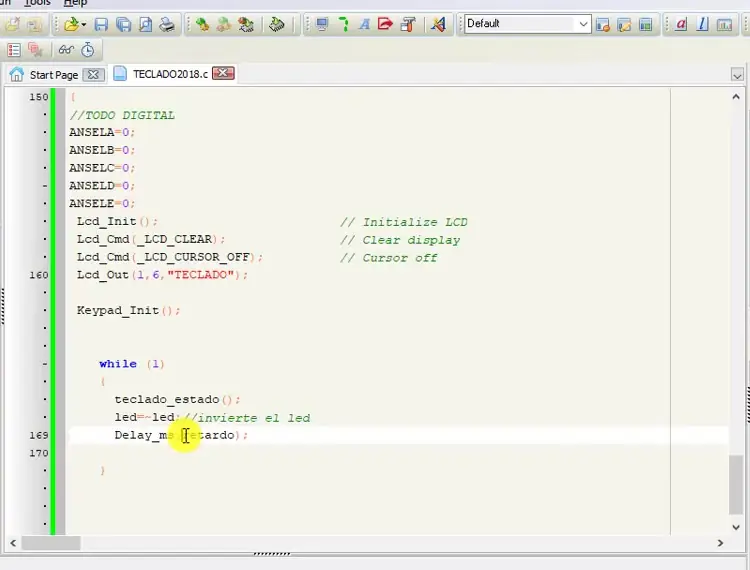 Tools Help
Default
Start Page TECLADO2018.c
150 {
//TODO DIGITAL
ANSELA=0;
ANSELB=0;
ANSELC=0;
ANSELD=0;
ANSELE=0;
Lcd_Init(); // Initialize LCD
Lcd_Cmd(_LCD_CLEAR); // Clear display
Lcd_Cmd(_LCD_CURSOR_OFF); // Cursor off
160 Lcd_Out(1,6,"TECLADO");
Keypad_Init();
while (1)
{
teclado_estado();
led=~led;//invierte el led
169 Delay_ms(retardo);
170
}